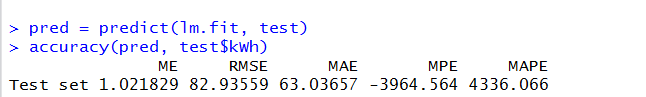 > pred = predict(lm.fit, test)
> accuracy(pred, test$kWh)
ME RMSE MAE MPE MAPE
Test set 1.021829 82.93559 63.03657 -3964.564 4336.066